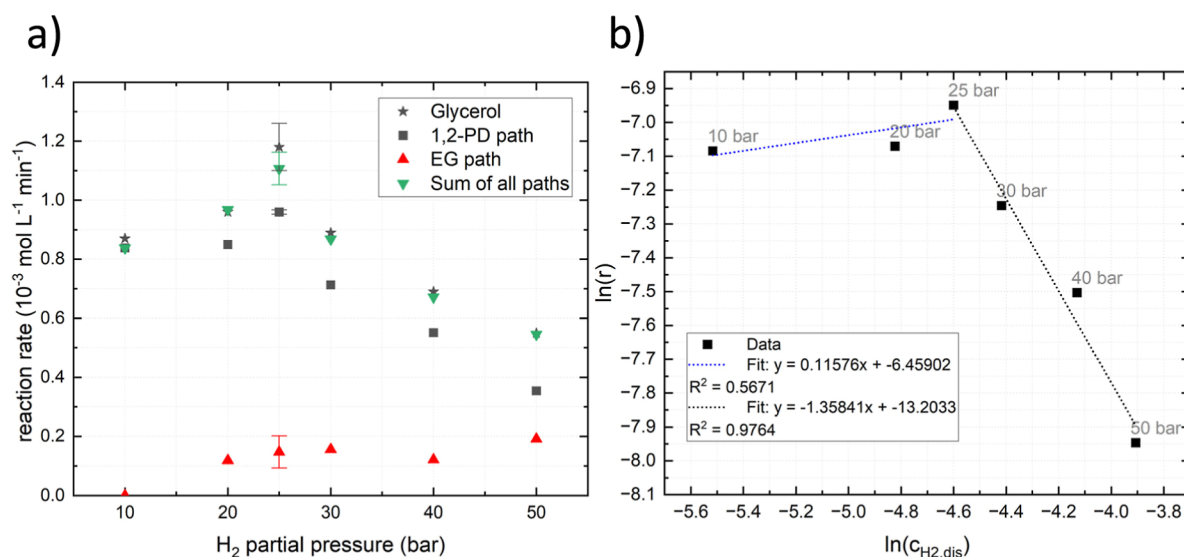 a)
reaction rate (10⁻³ mol L⁻¹ min⁻¹)
1.4
1.2
1.0
0.8
0.6
0.4
0.2
0.0
Glycerol
1,2-PD path
EG path
Sum of all paths
10
20
30
40
50
H₂ partial pressure (bar)
b)
ln(r)
−6.9
−7.0
−7.1
−7.2
−7.3
−7.4
−7.5
−7.6
−7.7
−7.8
−7.9
−8.0
−8.1
10 bar
20 bar
25 bar
30 bar
40 bar
50 bar
Data
Fit: y = 0.11576x + -6.45902
R² = 0.5671
Fit: y = -1.35841x + -13.2033
R² = 0.9764
−5.6
−5.4
−5.2
−5.0
−4.8
−4.6
−4.4
−4.2
−4.0
−3.8
ln(c_H2,dis)